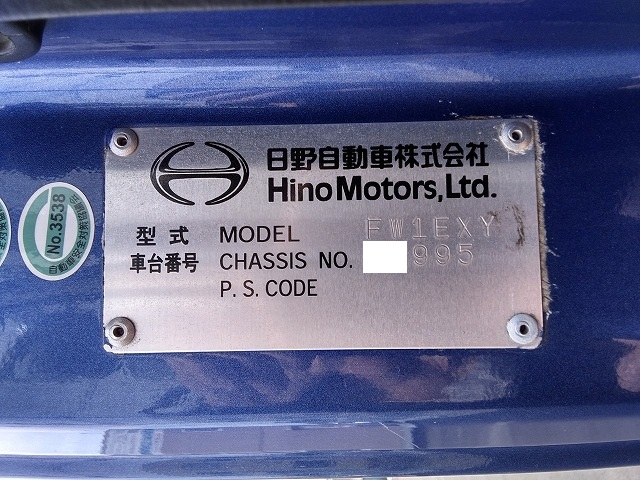 日野自動車株式会社
Hino Motors, Ltd.
型式 MODEL FW1EXY
車台番号 CHASSIS NO. 995
P. S. CODE
No.3538